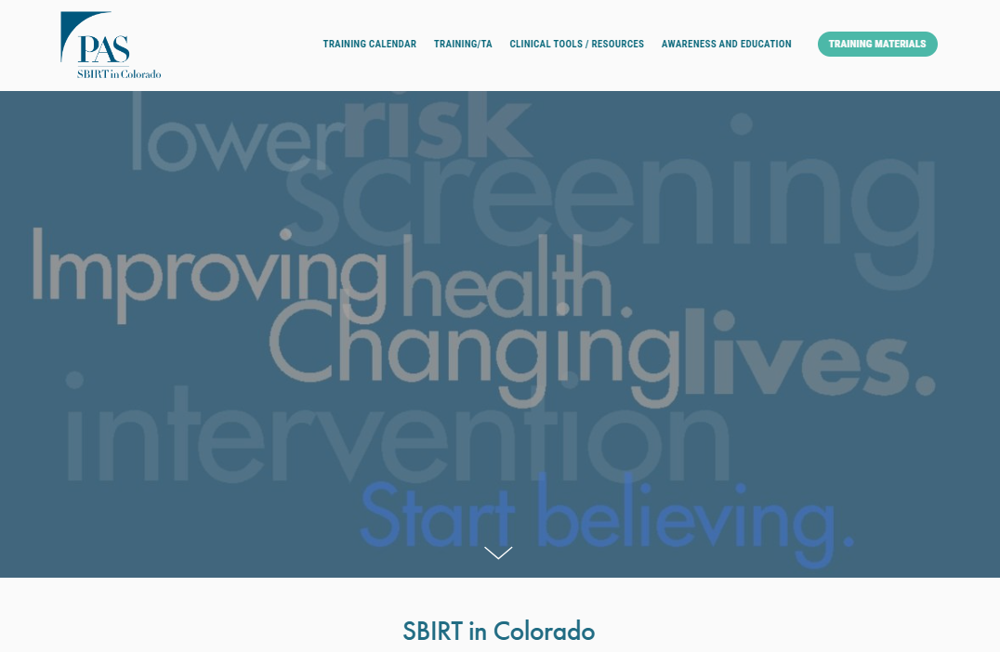 PAS
SBIRT in Colorado
TRAINING CALENDAR
TRAINING/TA
CLINICAL TOOLS / RESOURCES
AWARENESS AND EDUCATION
TRAINING MATERIALS
lower risk
screening
Improving health.
Changing lives.
intervention
Start believing.
SBIRT in Colorado